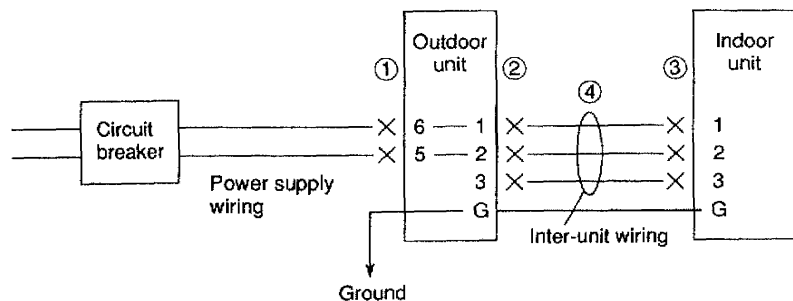 Outdoor
unit
Indoor
unit
① ② ③
④
Circuit
breaker
6 1 1
5 2 2
3 3
G G
Power supply
wiring
Inter-unit wiring
Ground